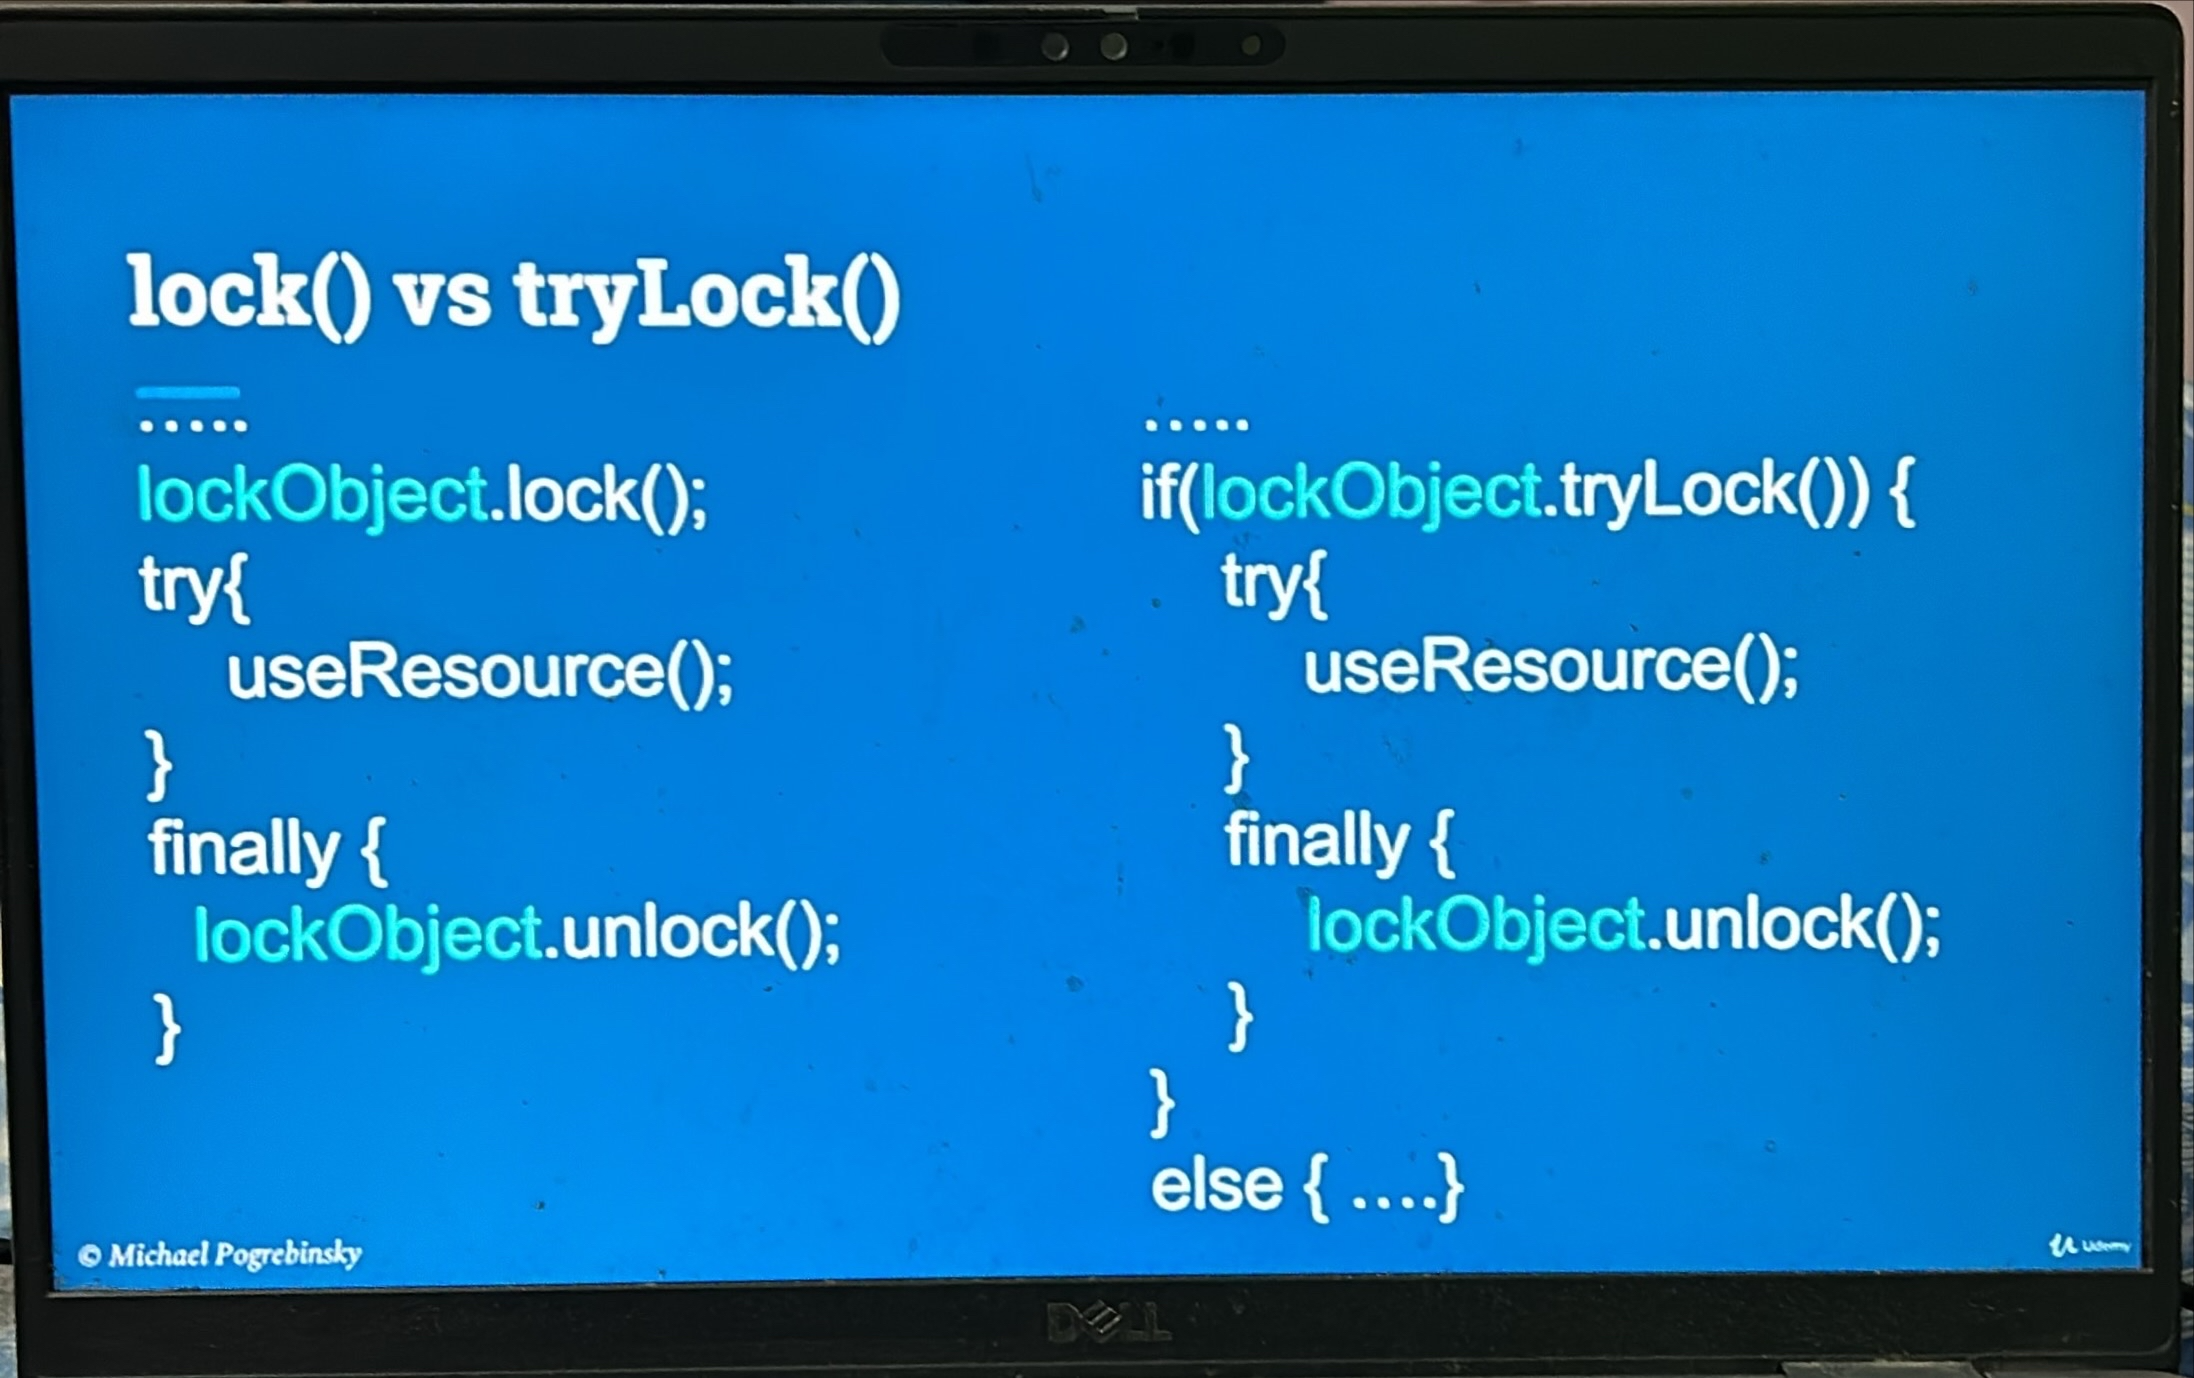 lock() vs tryLock()
.....
lockObject.lock();
try{
useResource();
}
finally {
lockObject.unlock();
}
.....
if(lockObject.tryLock()) {
try{
useResource();
}
finally {
lockObject.unlock();
}
}
else { ....}
© Michael Pogrebinsky
Udemy
DELL